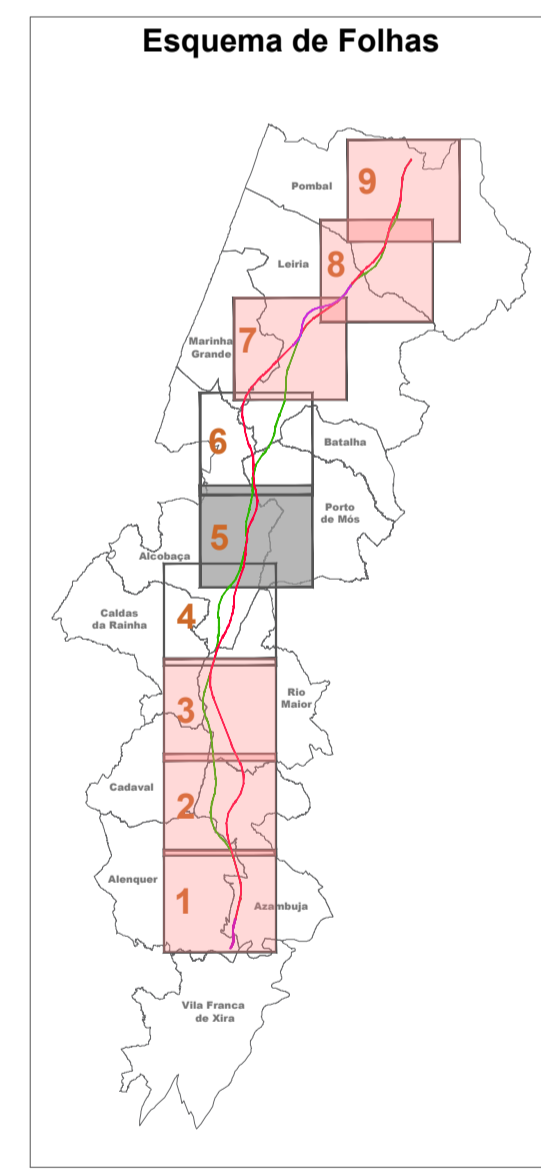 Esquema de Folhas
9
Pombal
8
Leiria
7
Marinha
Grande
6
Batalha
5
Porto
de Mós
Alcobaça
4
Caldas
da Rainha
3
Rio
Maior
2
Cadaval
1
Alenquer
Azambuja
Vila Franca
de Xira